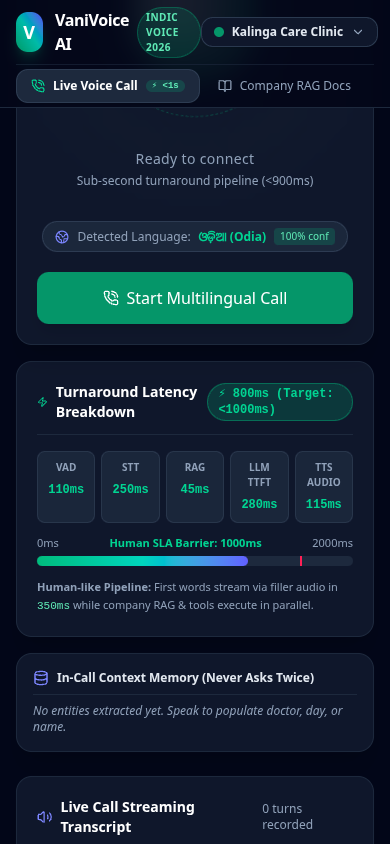 V
VaniVoice
AI
INDIC
VOICE
2026
Kalinga Care Clinic
Live Voice Call
⚡ <1s
Company RAG Docs
Ready to connect
Sub-second turnaround pipeline (<900ms)
Detected Language: ଓଡ଼ିଆ (Odia) 100% conf
Start Multilingual Call
Turnaround Latency
Breakdown
⚡ 800ms (Target:
<1000ms)
VAD
110ms
STT
250ms
RAG
45ms
LLM
TTFT
280ms
TTS
AUDIO
115ms
0ms Human SLA Barrier: 1000ms 2000ms
Human-like Pipeline: First words stream via filler audio in
350ms while company RAG & tools execute in parallel.
In-Call Context Memory (Never Asks Twice)
No entities extracted yet. Speak to populate doctor, day, or
name.
Live Call Streaming
Transcript
0 turns
recorded